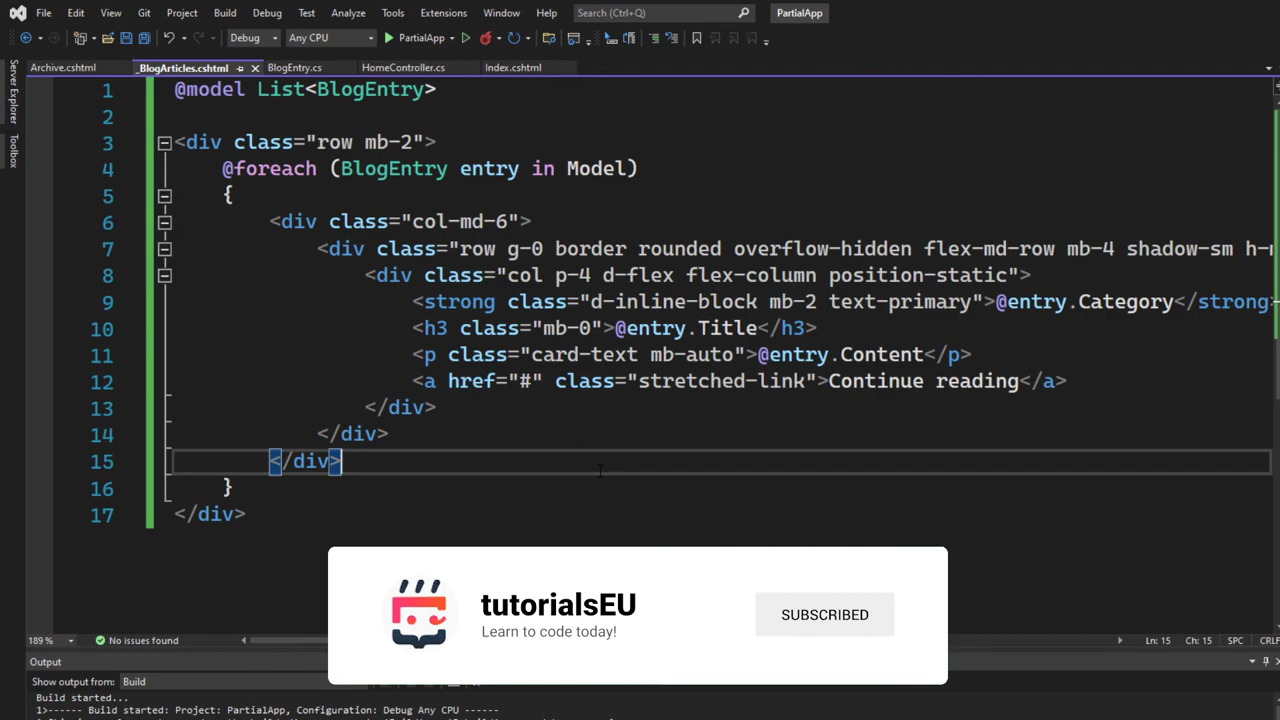 File Edit View Git Project Build Debug Test Analyze Tools Extensions Window Help Search (Ctrl+Q) PartialApp
Debug Any CPU PartialApp
Archive.cshtml _BlogArticles.cshtml BlogEntry.cs HomeController.cs Index.cshtml
Server Explorer
Toolbox
1 @model List<BlogEntry>
2
3 <div class="row mb-2">
4 @foreach (BlogEntry entry in Model)
5 {
6 <div class="col-md-6">
7 <div class="row g-0 border rounded overflow-hidden flex-md-row mb-4 shadow-sm h-m
8 <div class="col p-4 d-flex flex-column position-static">
9 <strong class="d-inline-block mb-2 text-primary">@entry.Category</strong>
10 <h3 class="mb-0">@entry.Title</h3>
11 <p class="card-text mb-auto">@entry.Content</p>
12 <a href="#" class="stretched-link">Continue reading</a>
13 </div>
14 </div>
15 </div>
16 }
17 </div>
tutorialsEU
Learn to code today!
SUBSCRIBED
189 % No issues found Ln: 15 Ch: 15 SPC CRLF
Output
Show output from: Build
Build started...
1>------ Build started: Project: PartialApp, Configuration: Debug Any CPU ------